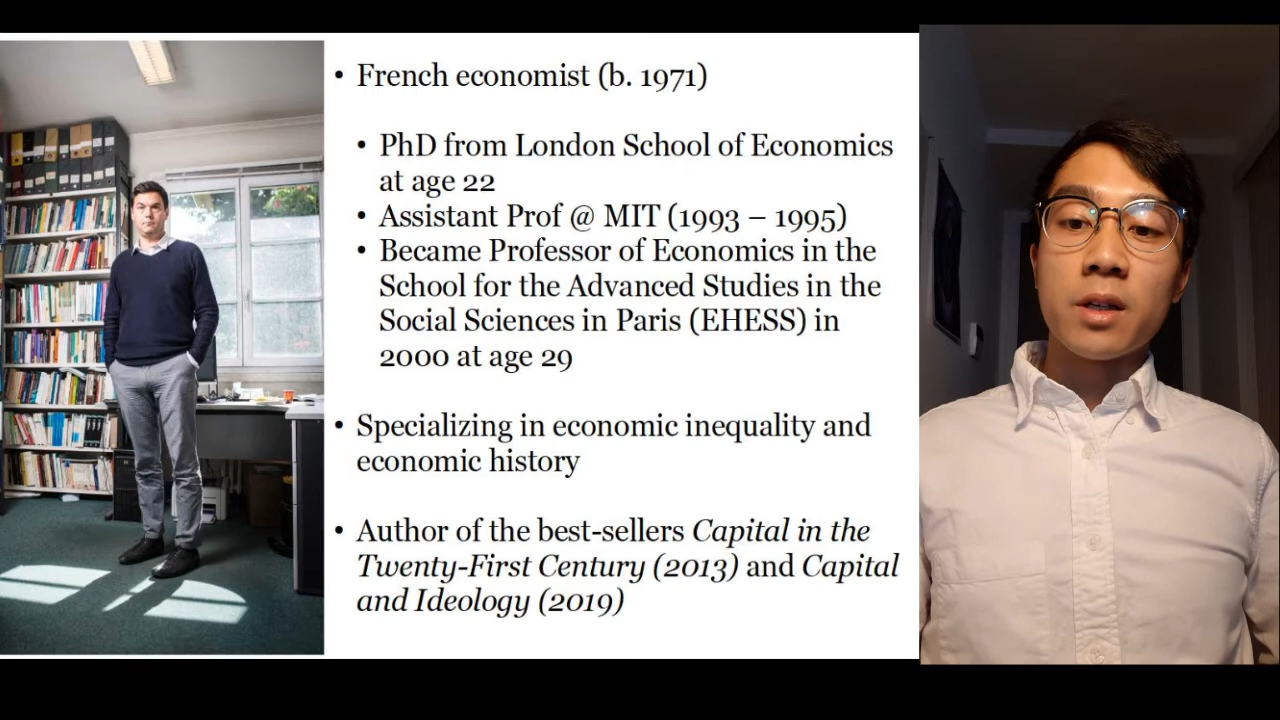 • French economist (b. 1971)
• PhD from London School of Economics
at age 22
• Assistant Prof @ MIT (1993 – 1995)
• Became Professor of Economics in the
School for the Advanced Studies in the
Social Sciences in Paris (EHESS) in
2000 at age 29
• Specializing in economic inequality and
economic history
• Author of the best-sellers Capital in the
Twenty-First Century (2013) and Capital
and Ideology (2019)